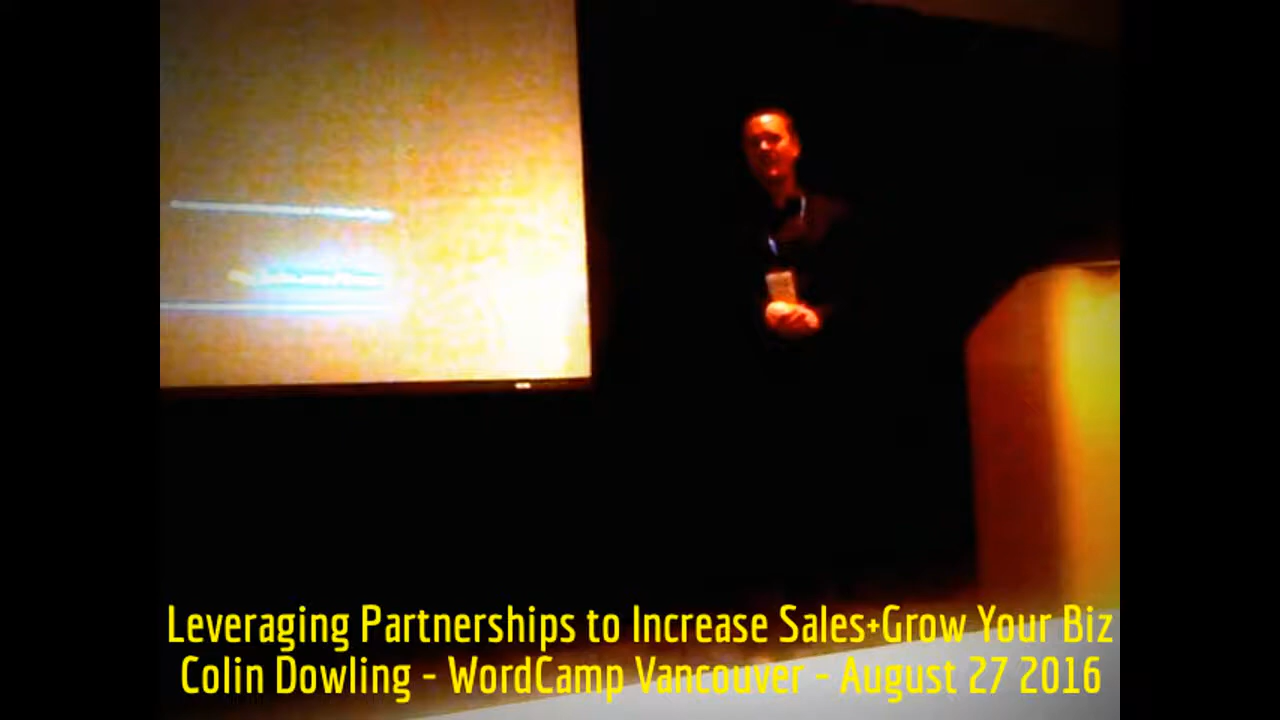 Leveraging Partnerships to Increase Sales+Grow Your Biz
Colin Dowling - WordCamp Vancouver - August 27 2016